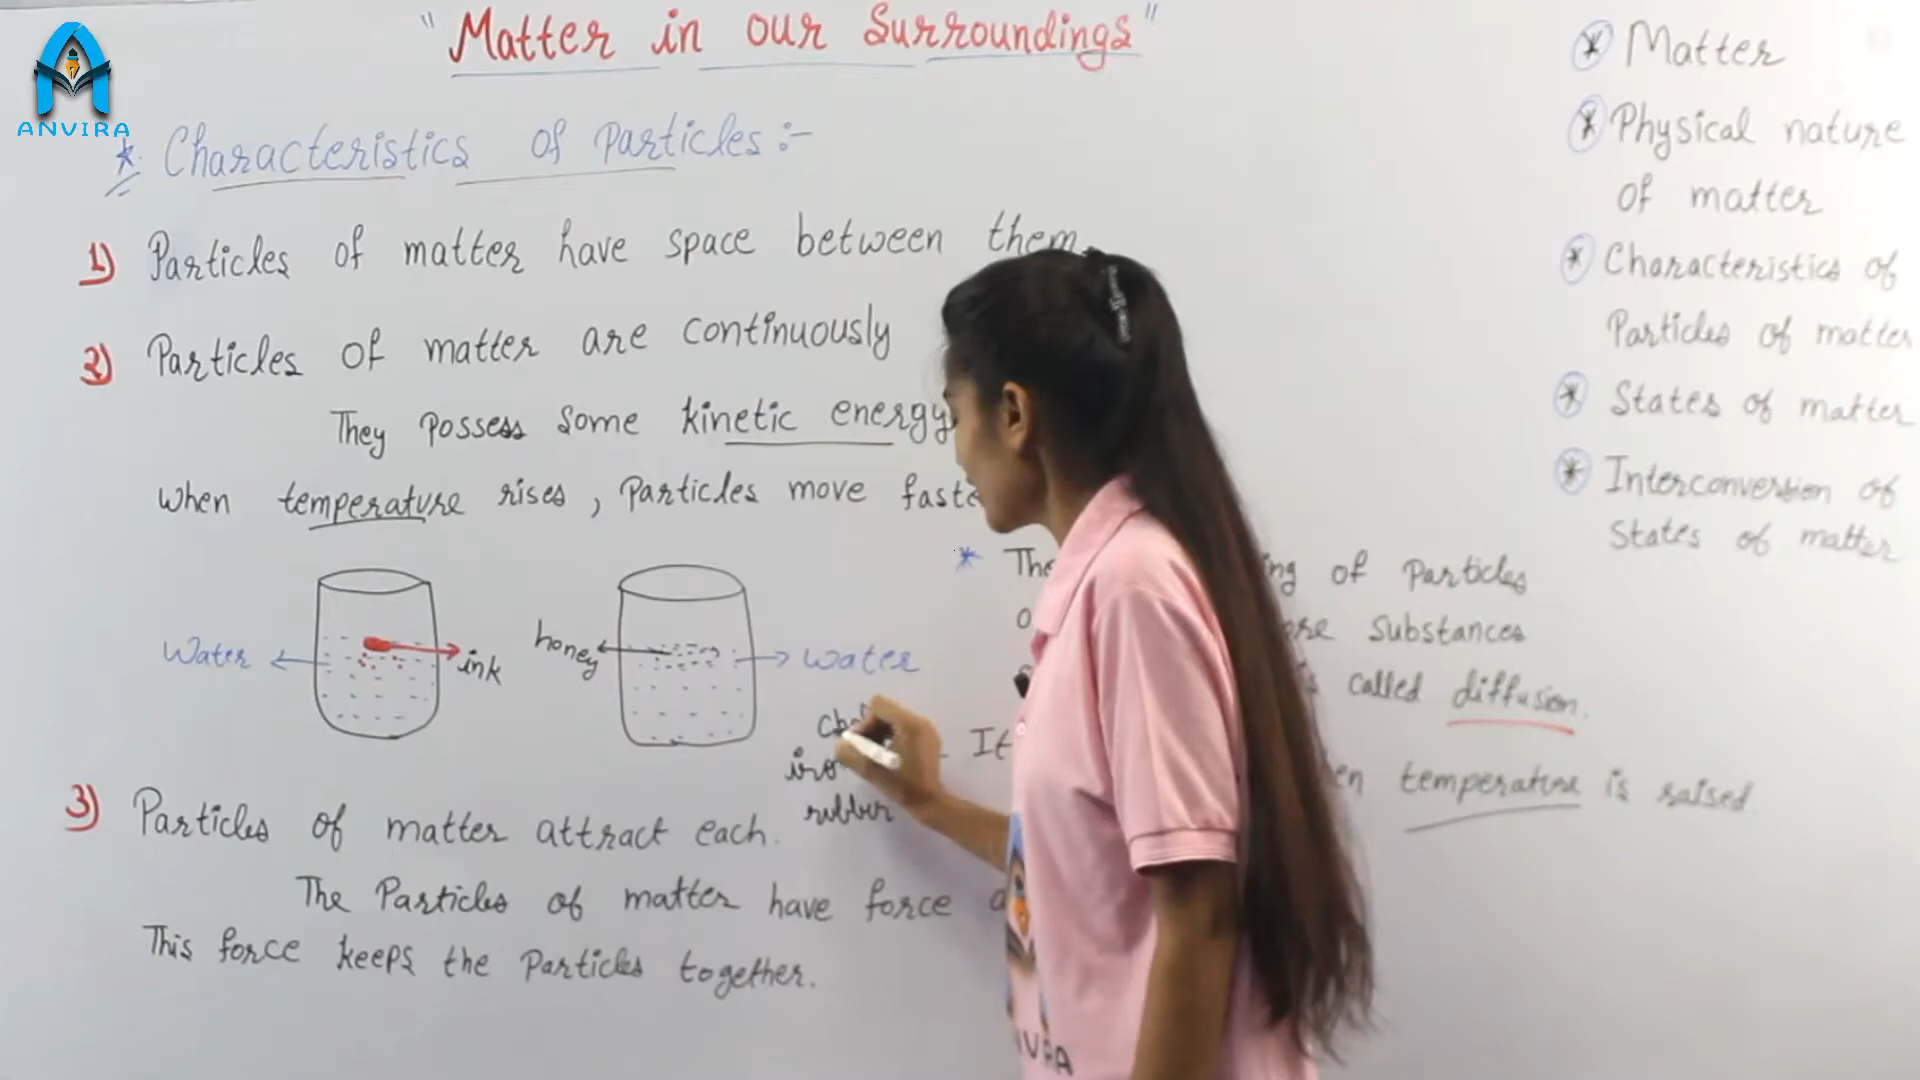 "Matter in our Surroundings"
ANVIRA
* Characteristics of Particles:-
1) Particles of matter have space between them.
2) Particles of matter are continuously
They possess some kinetic energy
when temperature rises, Particles move
Water
ink
honey
water
* of Particles
Substances
called diffusion.
It temperature is raised
rubber
3) Particles of matter attract each.
The Particles of matter have force
This force keeps the Particles together.
* Matter
* Physical nature
of matter
* Characteristics of
Particles of matter
* States of matter
* Interconversion of
States of matter